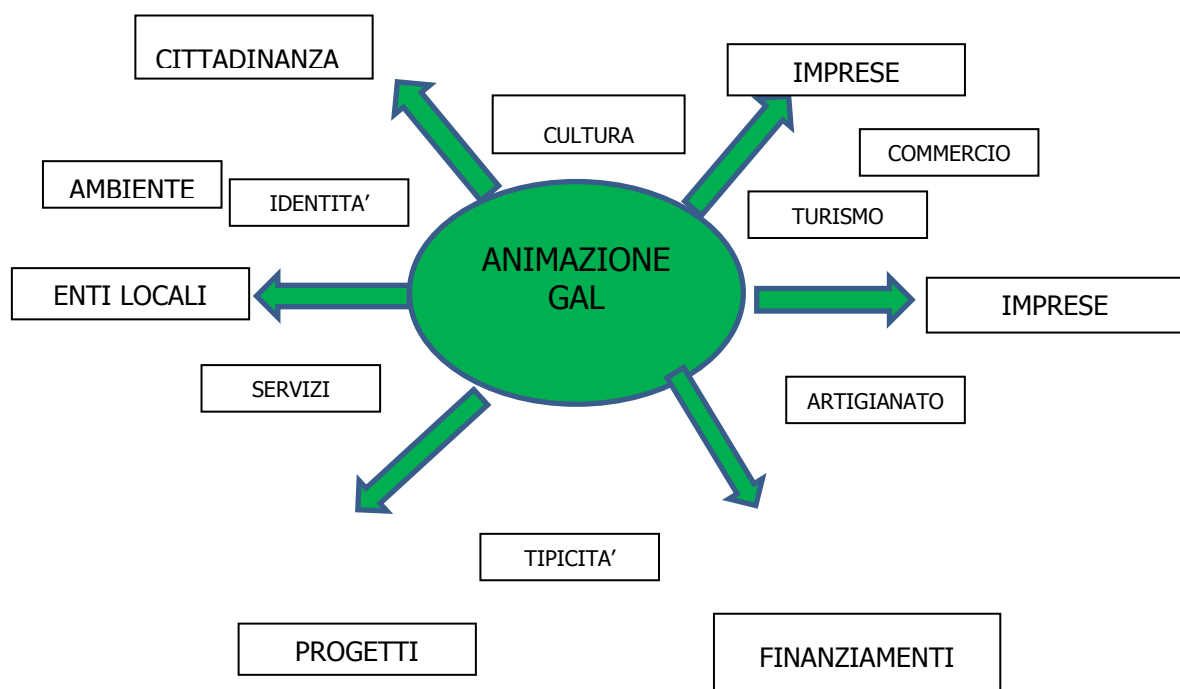 CITTADINANZA
IMPRESE
CULTURA
COMMERCIO
AMBIENTE
IDENTITA’
TURISMO
ANIMAZIONE
GAL
ENTI LOCALI
IMPRESE
SERVIZI
ARTIGIANATO
TIPICITA’
PROGETTI
FINANZIAMENTI